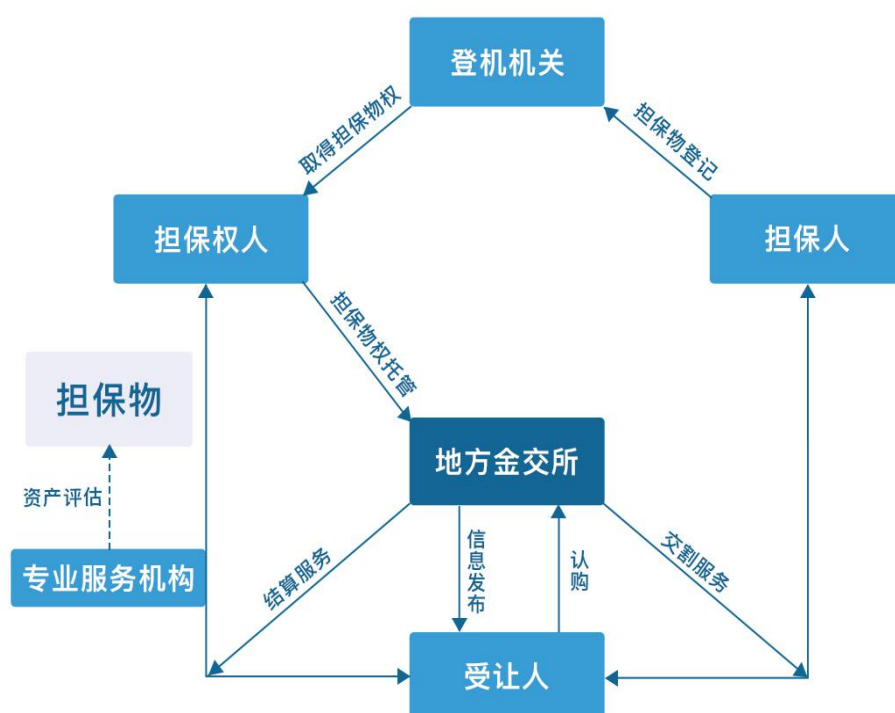 登机机关
取得担保物权
担保物登记
担保权人
担保人
担保物权托管
担保物
地方金交所
资产评估
专业服务机构
结算服务
信息发布
认购
交割服务
受让人